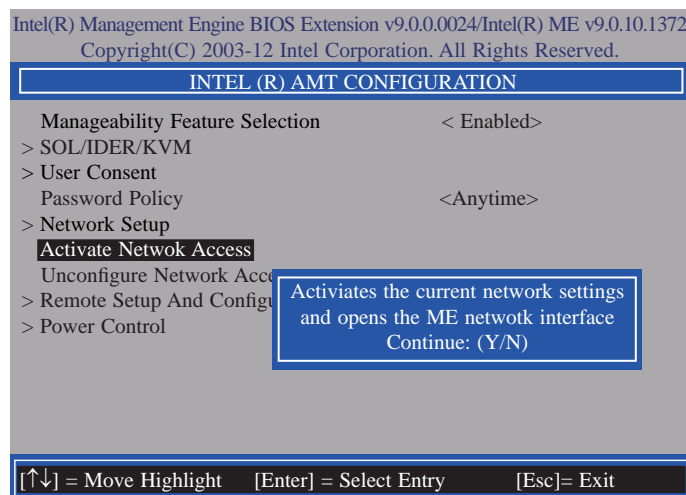 Intel(R) Management Engine BIOS Extension v9.0.0.0024/Intel(R) ME v9.0.10.1372
Copyright(C) 2003-12 Intel Corporation. All Rights Reserved.
INTEL (R) AMT CONFIGURATION
Manageability Feature Selection < Enabled>
> SOL/IDER/KVM
> User Consent
Password Policy <Anytime>
> Network Setup
Activate Netwok Access
Unconfigure Network Acce
> Remote Setup And Configu
> Power Control
Activiates the current network settings
and opens the ME netwotk interface
Continue: (Y/N)
[↑↓] = Move Highlight [Enter] = Select Entry [Esc]= Exit